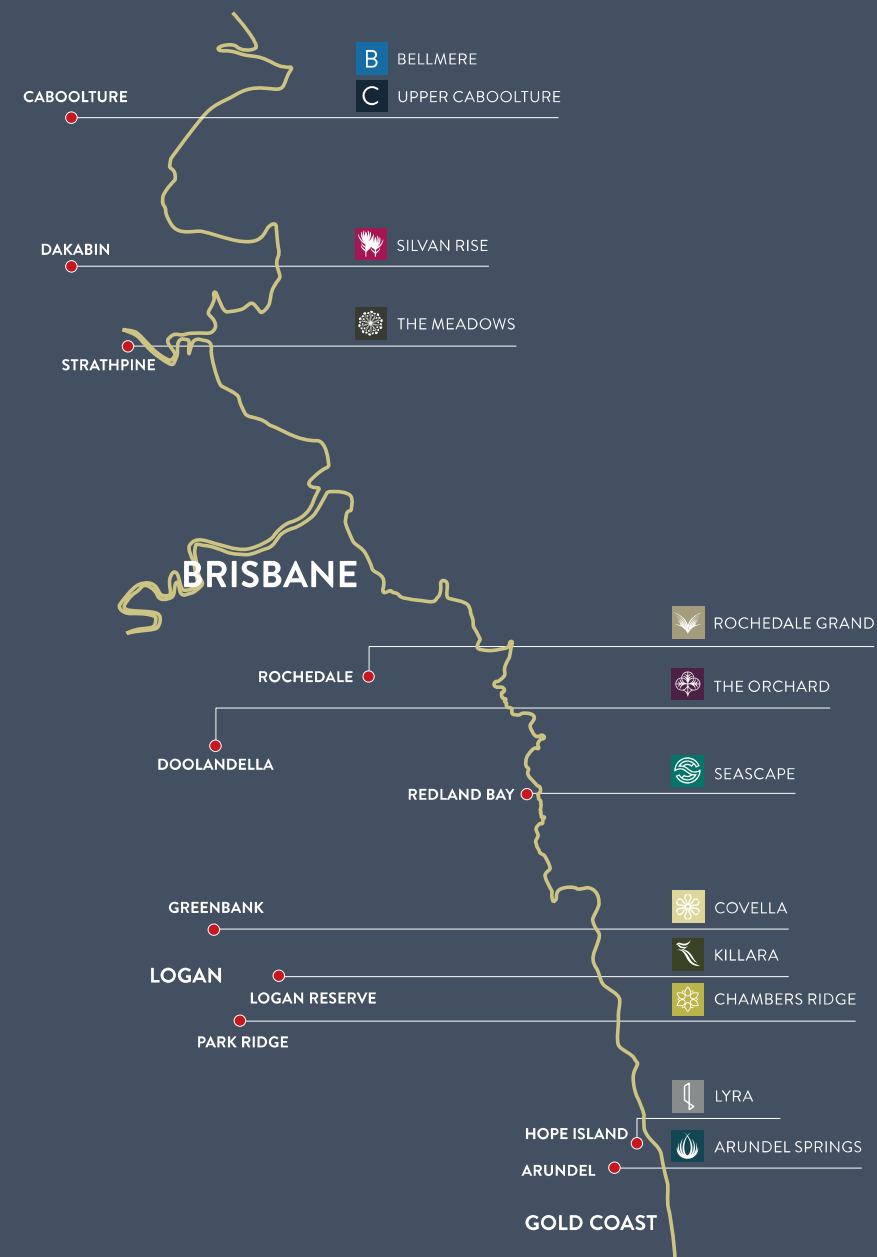 B BELLMERE
C UPPER CABOOLTURE
CABOOLTURE
SILVAN RISE
DAKABIN
THE MEADOWS
STRATHPINE
BRISBANE
ROCHEDALE GRAND
ROCHEDALE
THE ORCHARD
DOOLANDELLA
SEASCAPE
REDLAND BAY
COVELLA
GREENBANK
KILLARA
LOGAN
LOGAN RESERVE
CHAMBERS RIDGE
PARK RIDGE
LYRA
HOPE ISLAND
ARUNDEL SPRINGS
ARUNDEL
GOLD COAST